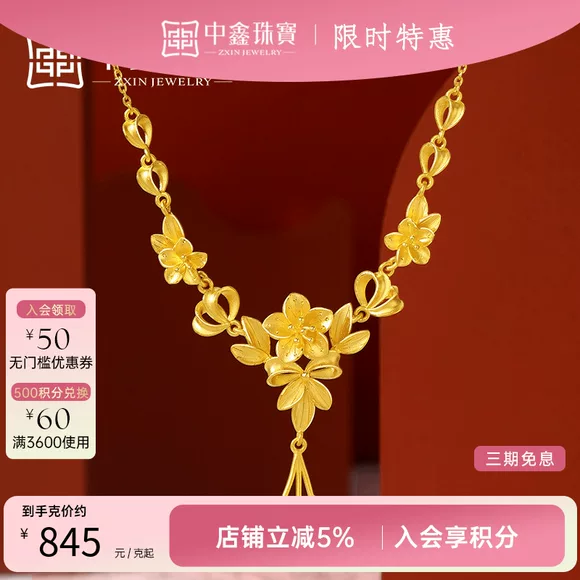 中鑫珠寶
ZXIN JEWELRY
限时特惠
ZXIN JEWELRY
入会领取
¥50
无门槛优惠券
500积分兑换
¥60
满3600使用
三期免息
到手克价约
¥845元/克起
店铺立减5%
入会享积分